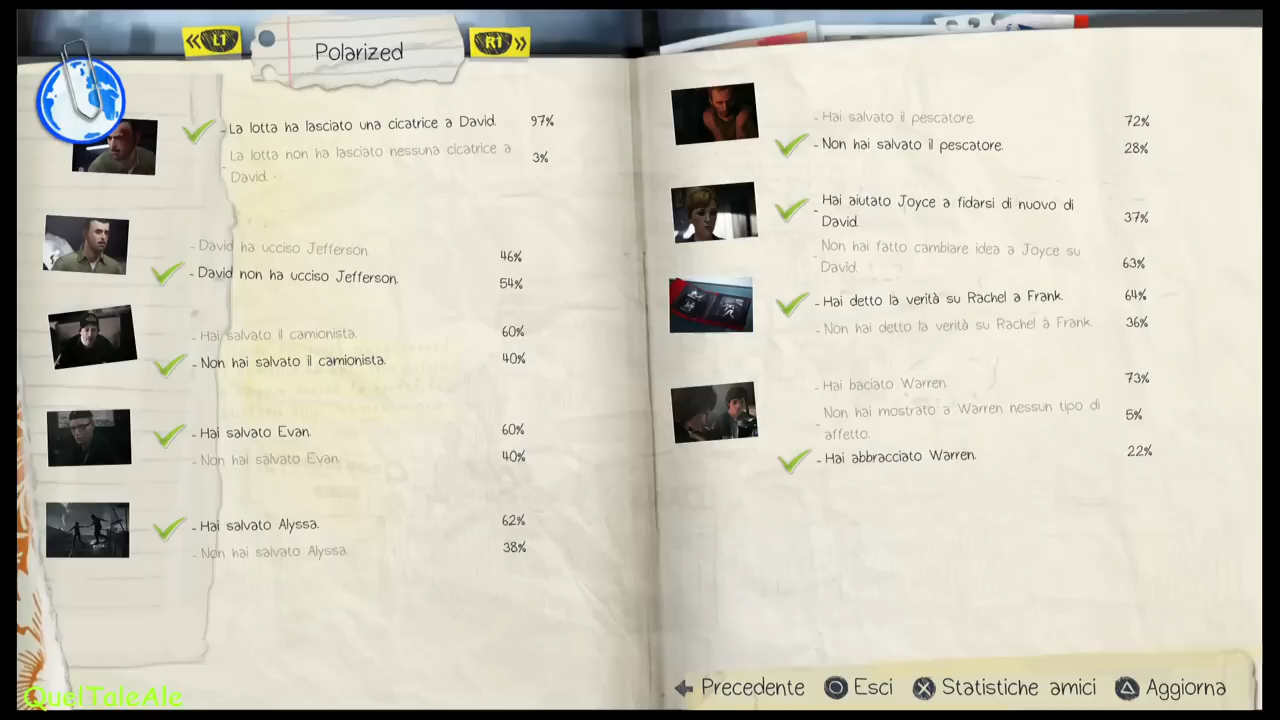 L1
Polarized
R1
- La lotta ha lasciato una cicatrice a David. 97%
- La lotta non ha lasciato nessuna cicatrice a
David. 3%
- David ha ucciso Jefferson. 46%
- David non ha ucciso Jefferson. 54%
- Hai salvato il camionista. 60%
- Non hai salvato il camionista. 40%
- Hai salvato Evan. 60%
- Non hai salvato Evan. 40%
- Hai salvato Alyssa. 62%
- Non hai salvato Alyssa. 38%
- Hai salvato il pescatore. 72%
- Non hai salvato il pescatore. 28%
- Hai aiutato Joyce a fidarsi di nuovo di
David. 37%
- Non hai fatto cambiare idea a Joyce su
David. 63%
- Hai detto la verità su Rachel a Frank. 64%
- Non hai detto la verità su Rachel a Frank. 36%
- Hai baciato Warren. 73%
- Non hai mostrato a Warren nessun tipo di
affetto. 5%
- Hai abbracciato Warren. 22%
Precedente Esci Statistiche amici Aggiorna
QuelTaleAle